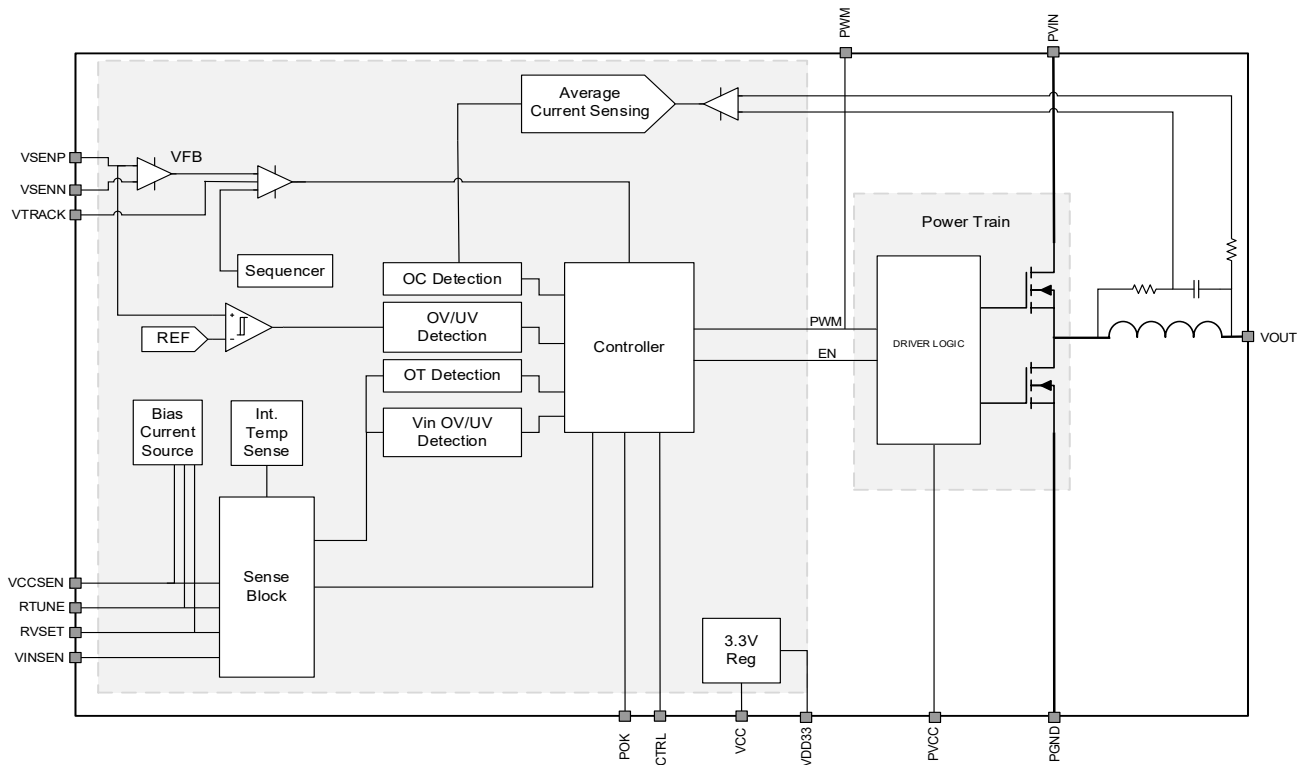 PWM
PVIN
Average
Current Sensing
VSENP
VFB
VSENN
VTRACK
Power Train
Sequencer
OC Detection
REF
+
-
OV/UV
Detection
Controller
PWM
DRIVER LOGIC
VOUT
EN
OT Detection
Bias
Current
Source
Int.
Temp
Sense
Vin OV/UV
Detection
VCCSEN
RTUNE
RVSET
VINSEN
Sense
Block
3.3V
Reg
POK
CTRL
VCC
VDD33
PVCC
PGND